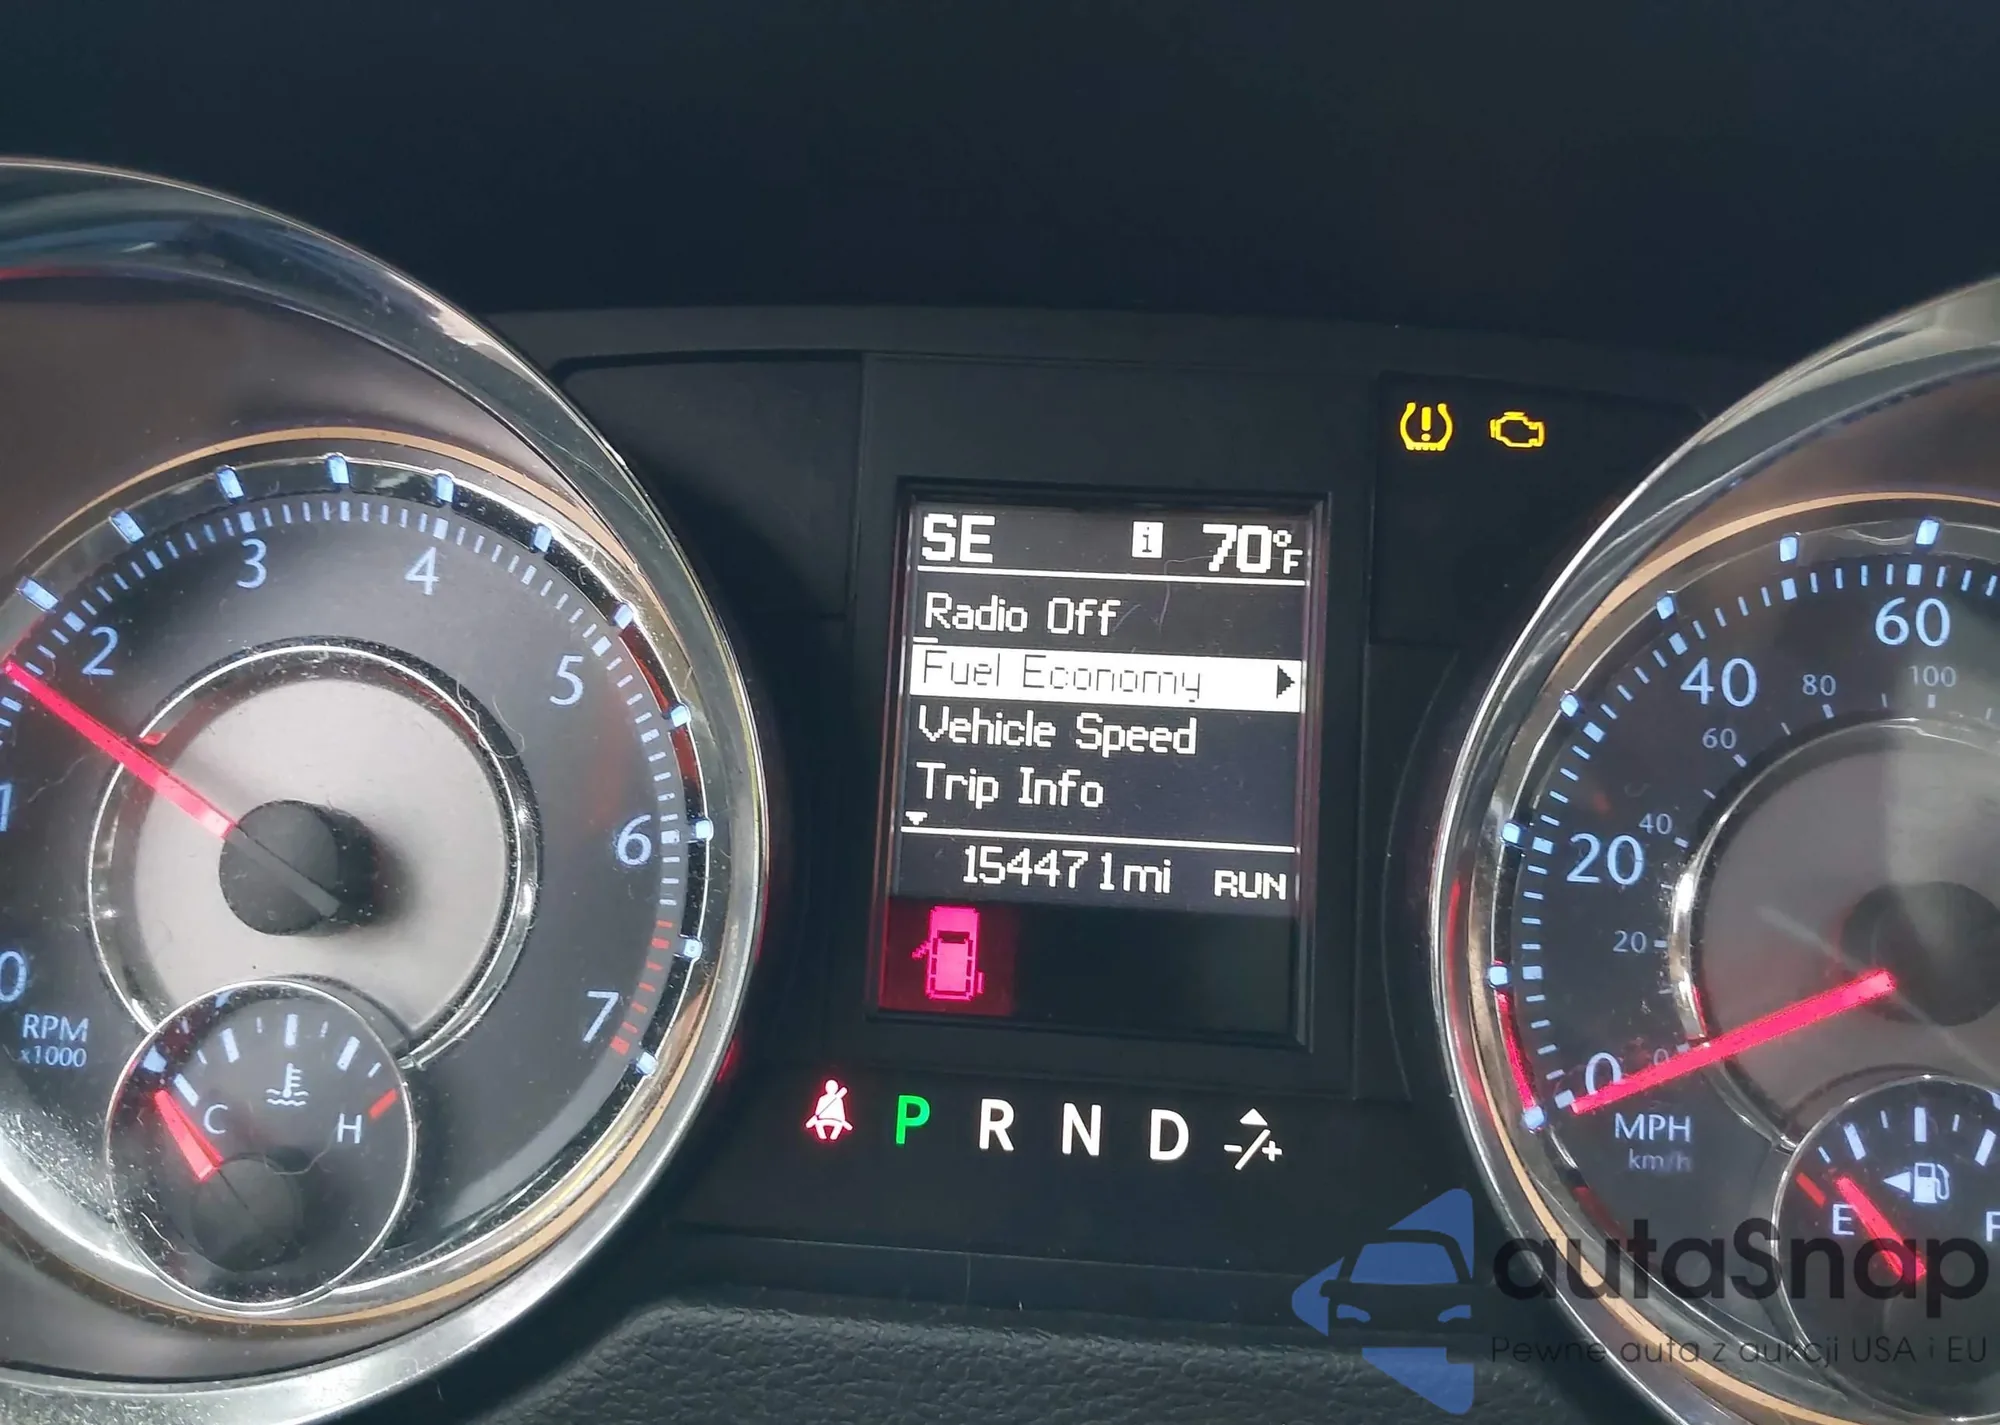 SE i 70°F
Radio Off
Fuel Economy
Vehicle Speed
Trip Info
154471mi RUN
P R N D -/+
0 1 2 3 4 5 6 7
RPM
x1000
C H
0 20 40 60
0 20 40 60 80 100
MPH
km/h
E F
autaSnap
Pewne auta z aukcji USA i EU